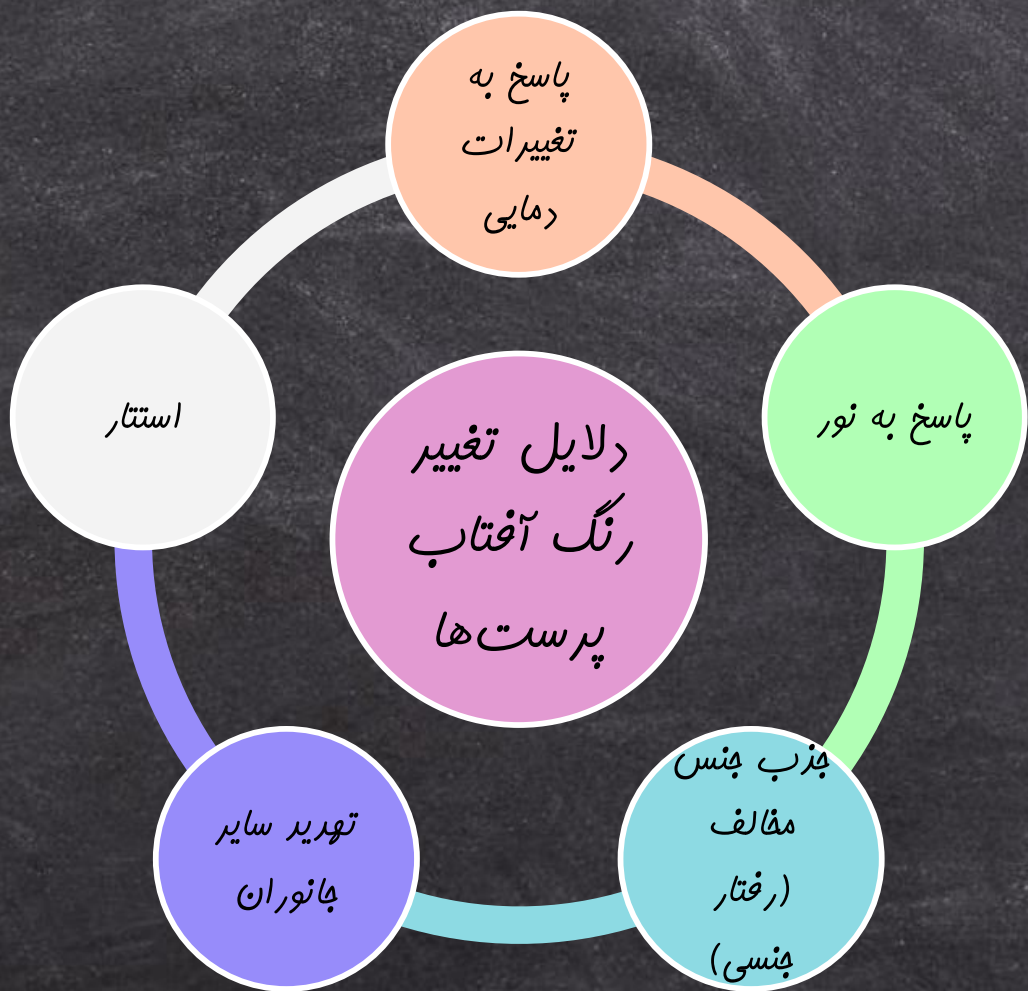 پاسخ به
تغییرات
دمایی
پاسخ به نور
جذب جنس
مخالف
(رفتار
جنسی)
تهدید سایر
جانوران
استتار
دلایل تغییر
رنگ آفتاب
پرست‌ها